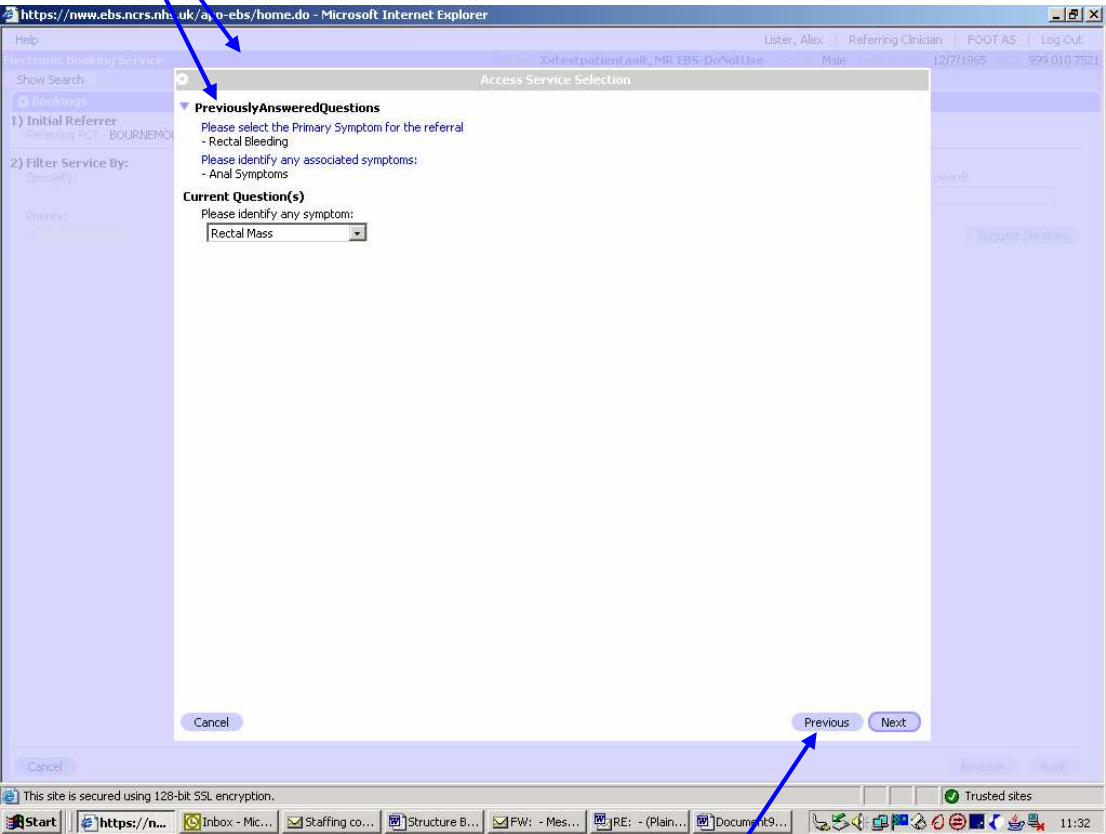 https://nww.ebs.ncrs.nhs.uk/app-ebs/home.do - Microsoft Internet Explorer
Help Lister, Alex | Referring Clinician | FOOT AS | Log Out
Electronic Booking Service Xxtestpatientaait, MR EBS-DoNotUse Male 12/7/1965 999 010 7521
Show Search Access Service Selection
Bookings
PreviouslyAnsweredQuestions
1) Initial Referrer
Referring PCT - BOURNEMOU
Please select the Primary Symptom for the referral
- Rectal Bleeding
2) Filter Service By:
Please identify any associated symptoms:
- Anal Symptoms
Specialty:
Current Question(s)
Please identify any symptom:
Priority:
Rectal Mass
Suggest Services
Cancel Previous Next
Cancel
This site is secured using 128-bit SSL encryption. Trusted sites
Start https://n... Inbox - Mic... Staffing co... Structure B... FW: - Mes... RE: - (Plain... Document9... 11:32